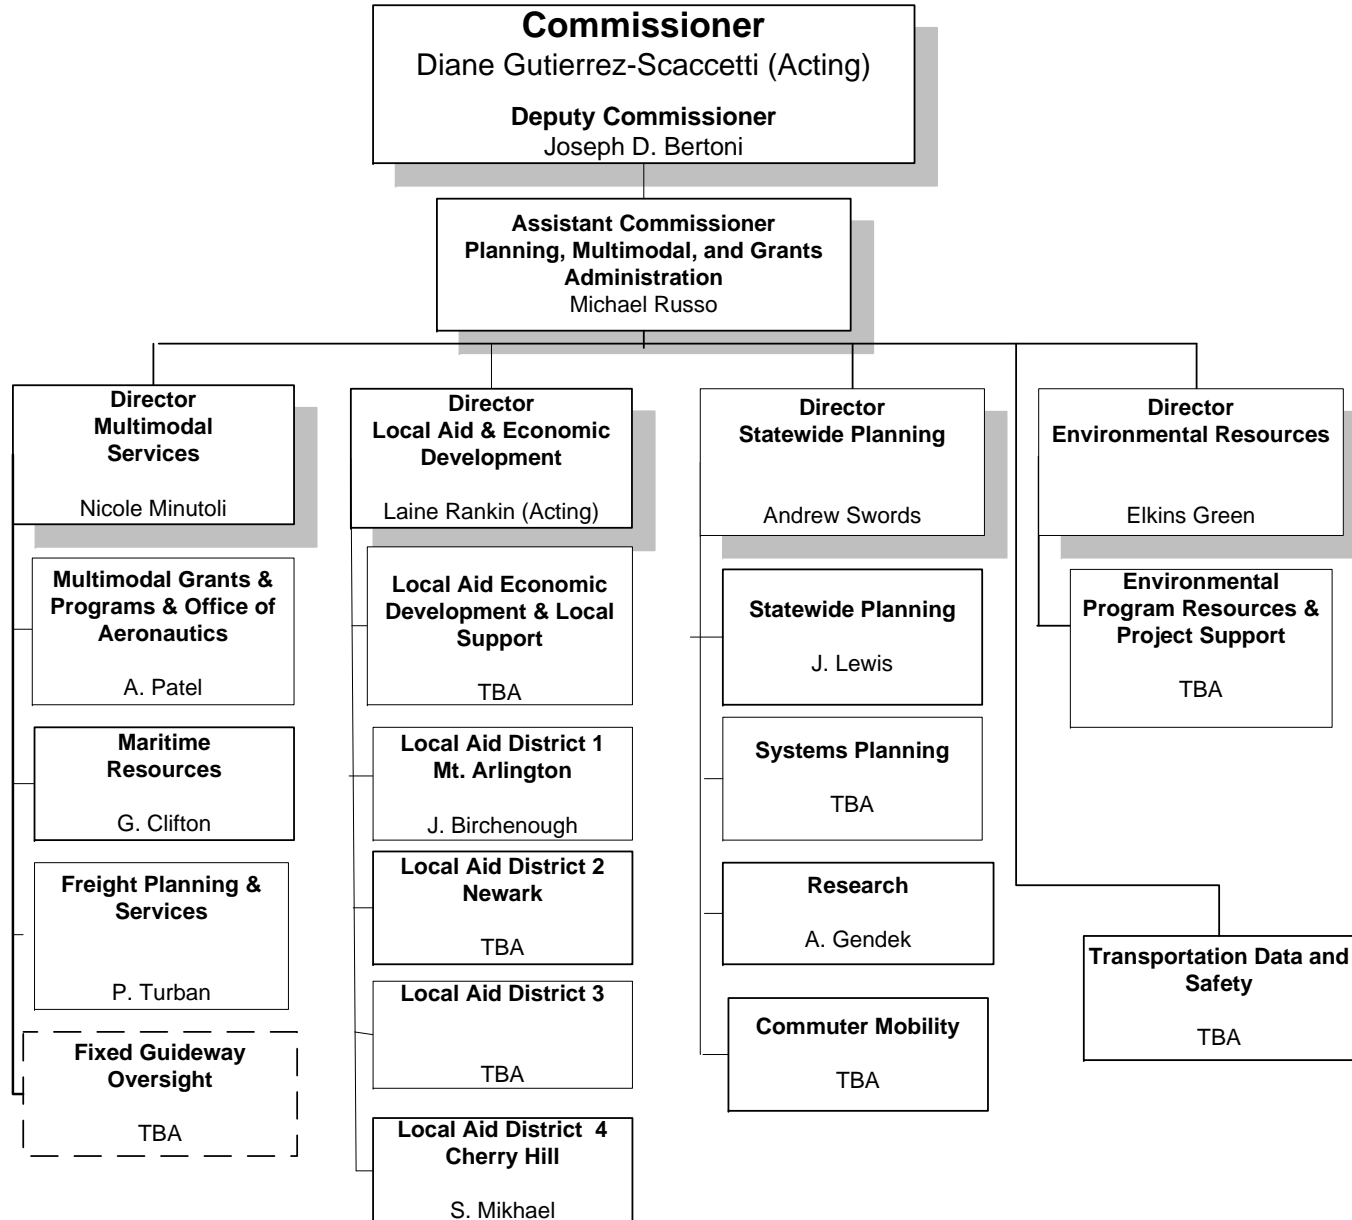 Commissioner
Diane Gutierrez-Scaccetti (Acting)
Deputy Commissioner
Joseph D. Bertoni
Assistant Commissioner
Planning, Multimodal, and Grants
Administration
Michael Russo
Director
Multimodal
Services
Nicole Minutoli
Multimodal Grants &
Programs & Office of
Aeronautics
A. Patel
Maritime
Resources
G. Clifton
Freight Planning &
Services
P. Turban
Fixed Guideway
Oversight
TBA
Director
Local Aid & Economic
Development
Laine Rankin (Acting)
Local Aid Economic
Development & Local
Support
TBA
Local Aid District 1
Mt. Arlington
J. Birchenough
Local Aid District 2
Newark
TBA
Local Aid District 3
TBA
Local Aid District 4
Cherry Hill
S. Mikhael
Director
Statewide Planning
Andrew Swords
Statewide Planning
J. Lewis
Systems Planning
TBA
Research
A. Gendek
Commuter Mobility
TBA
Director
Environmental Resources
Elkins Green
Environmental
Program Resources &
Project Support
TBA
Transportation Data and
Safety
TBA